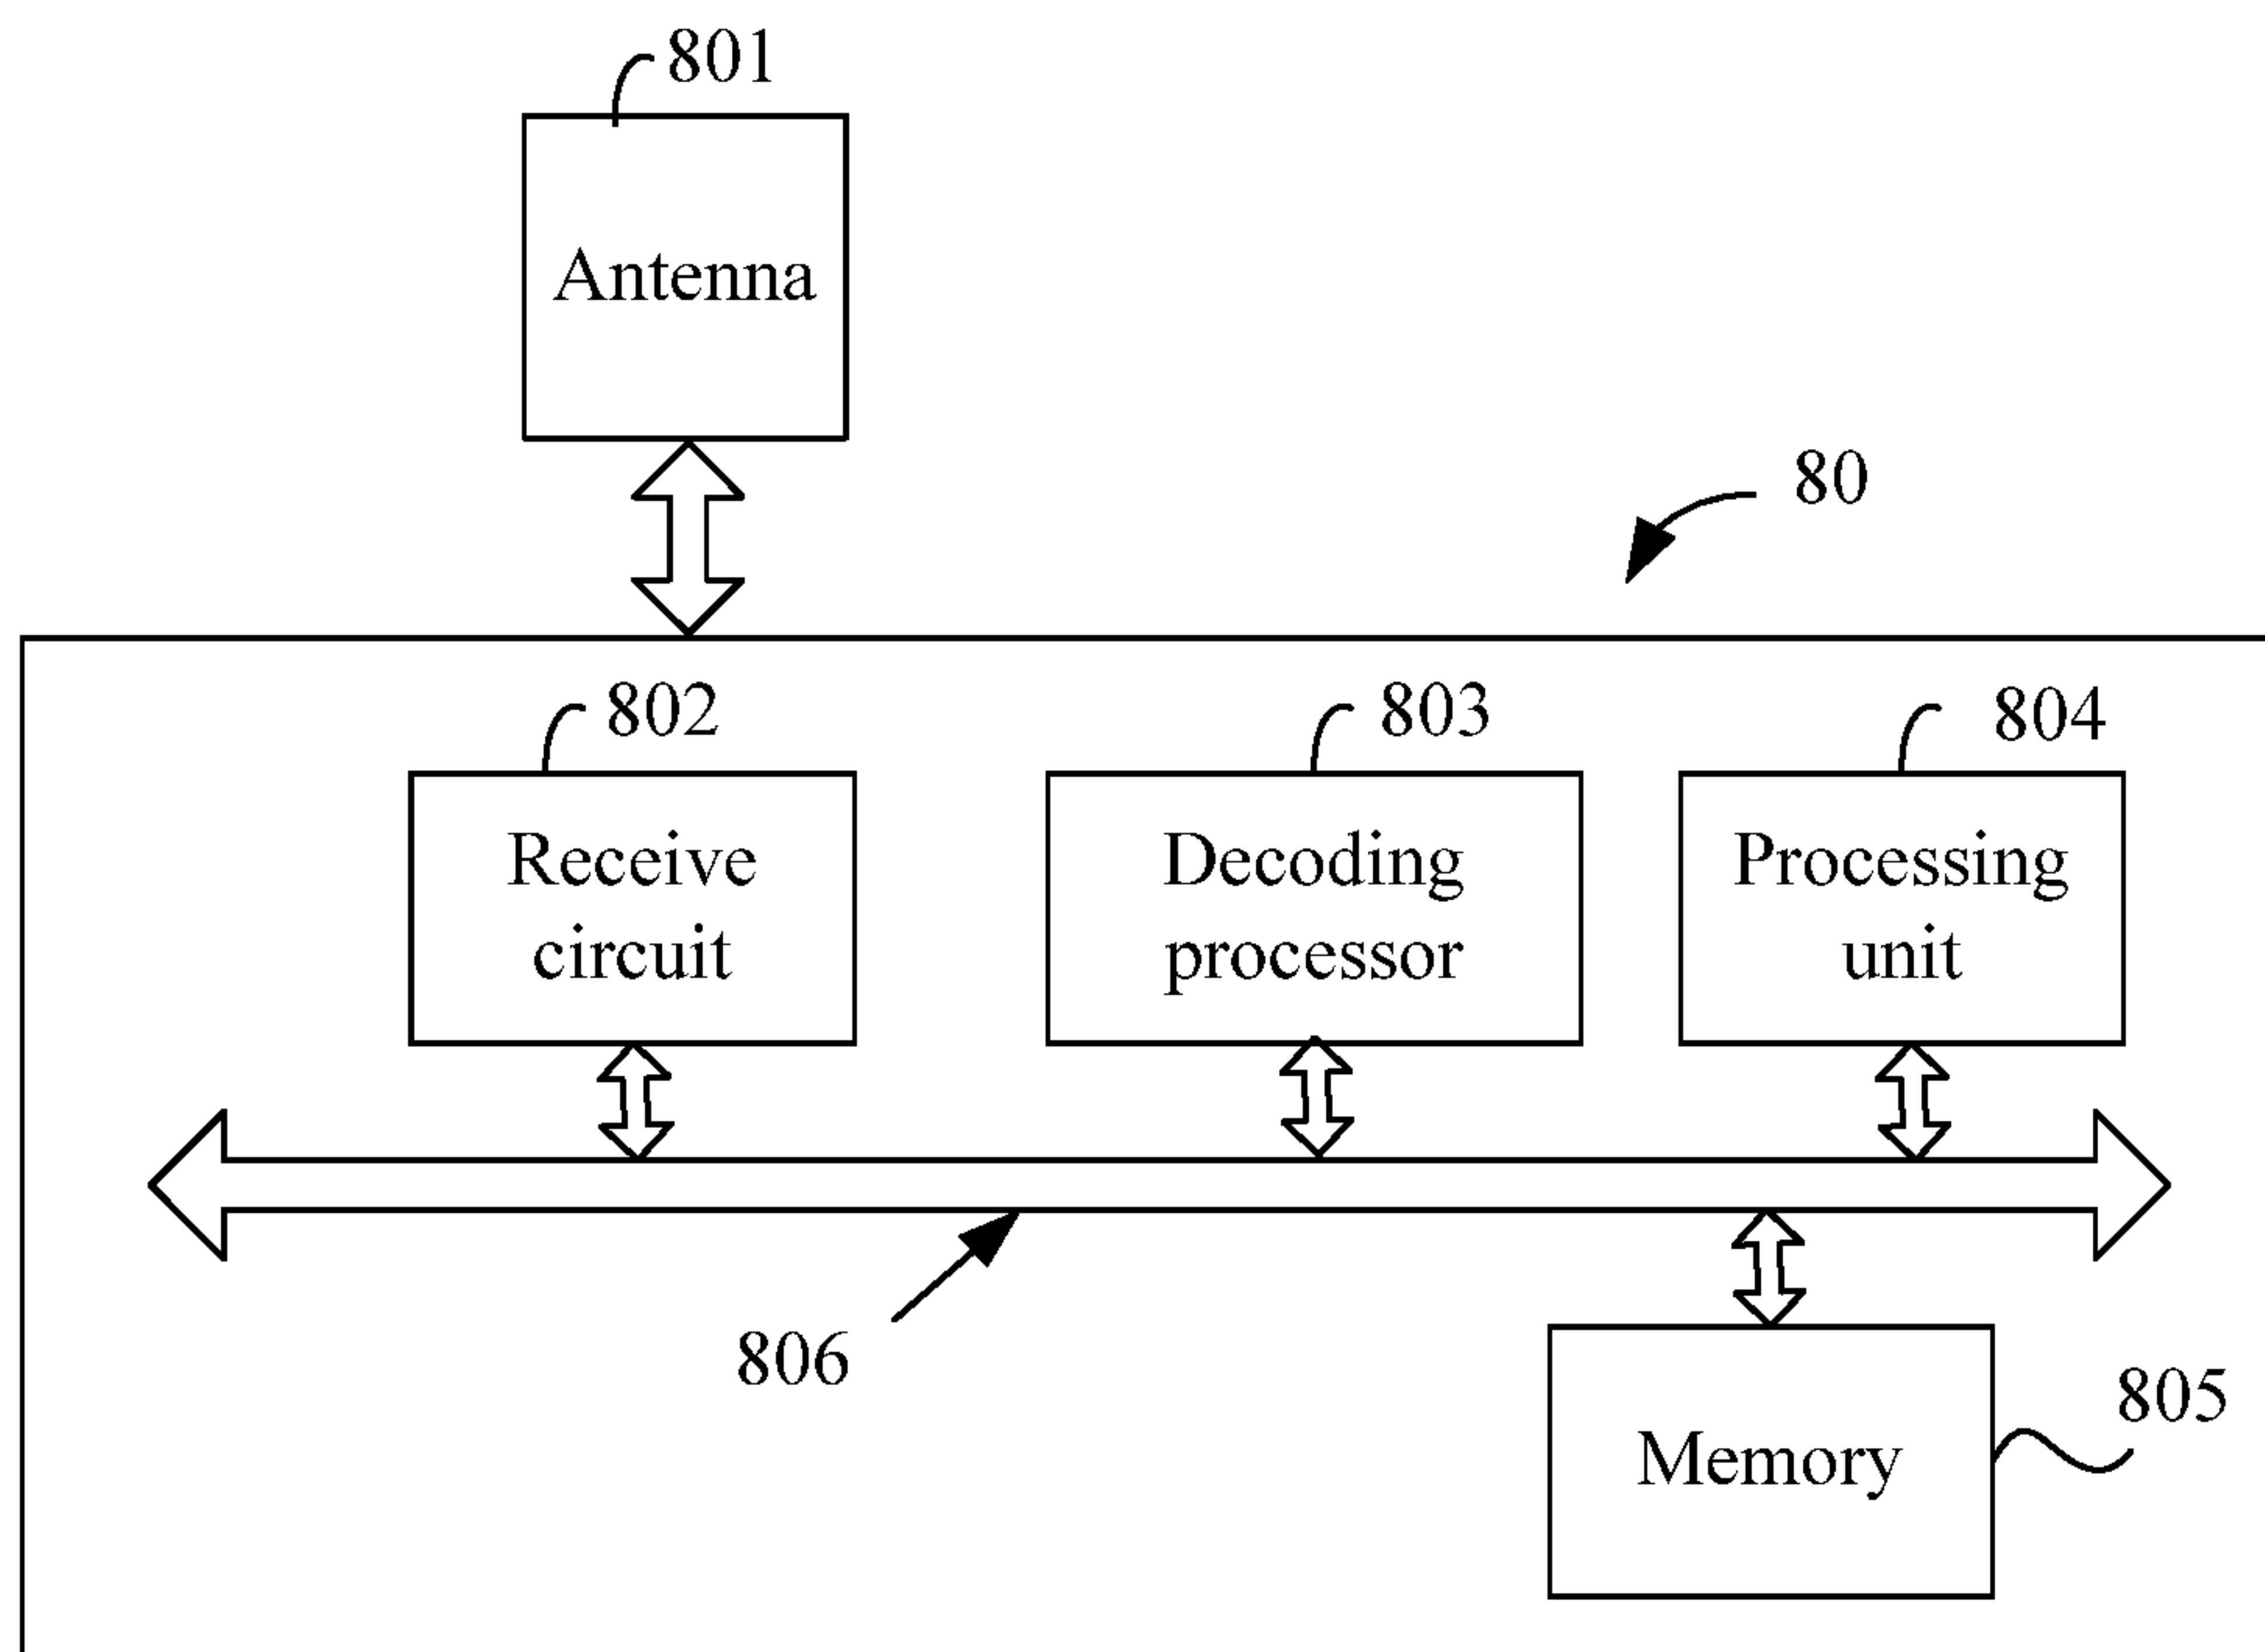 801
Antenna
80
802
803
804
Receive
circuit
Decoding
processor
Processing
unit
806
805
Memory